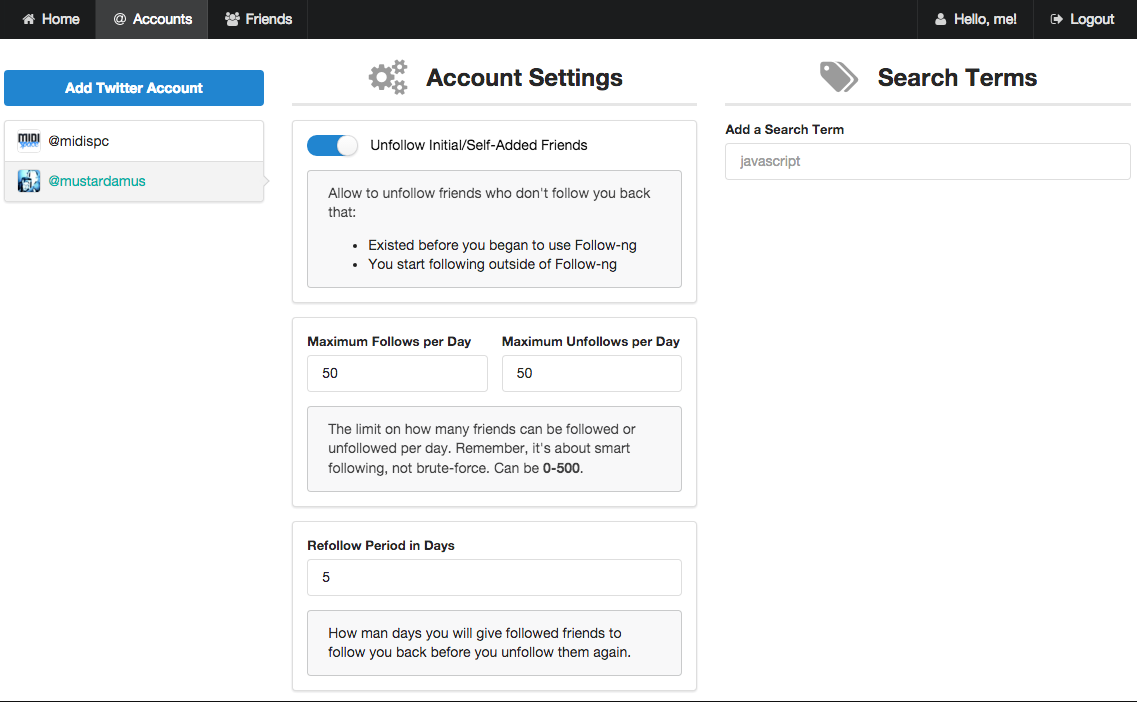 Home
@ Accounts
Friends
Hello, me!
Logout
Add Twitter Account
MIDI
@midispc
@mustardamus
Account Settings
Unfollow Initial/Self-Added Friends
Allow to unfollow friends who don't follow you back
that:
• Existed before you began to use Follow-ng
• You start following outside of Follow-ng
Maximum Follows per Day
Maximum Unfollows per Day
50
50
The limit on how many friends can be followed or
unfollowed per day. Remember, it's about smart
following, not brute-force. Can be 0-500.
Refollow Period in Days
5
How man days you will give followed friends to
follow you back before you unfollow them again.
Search Terms
Add a Search Term
javascript